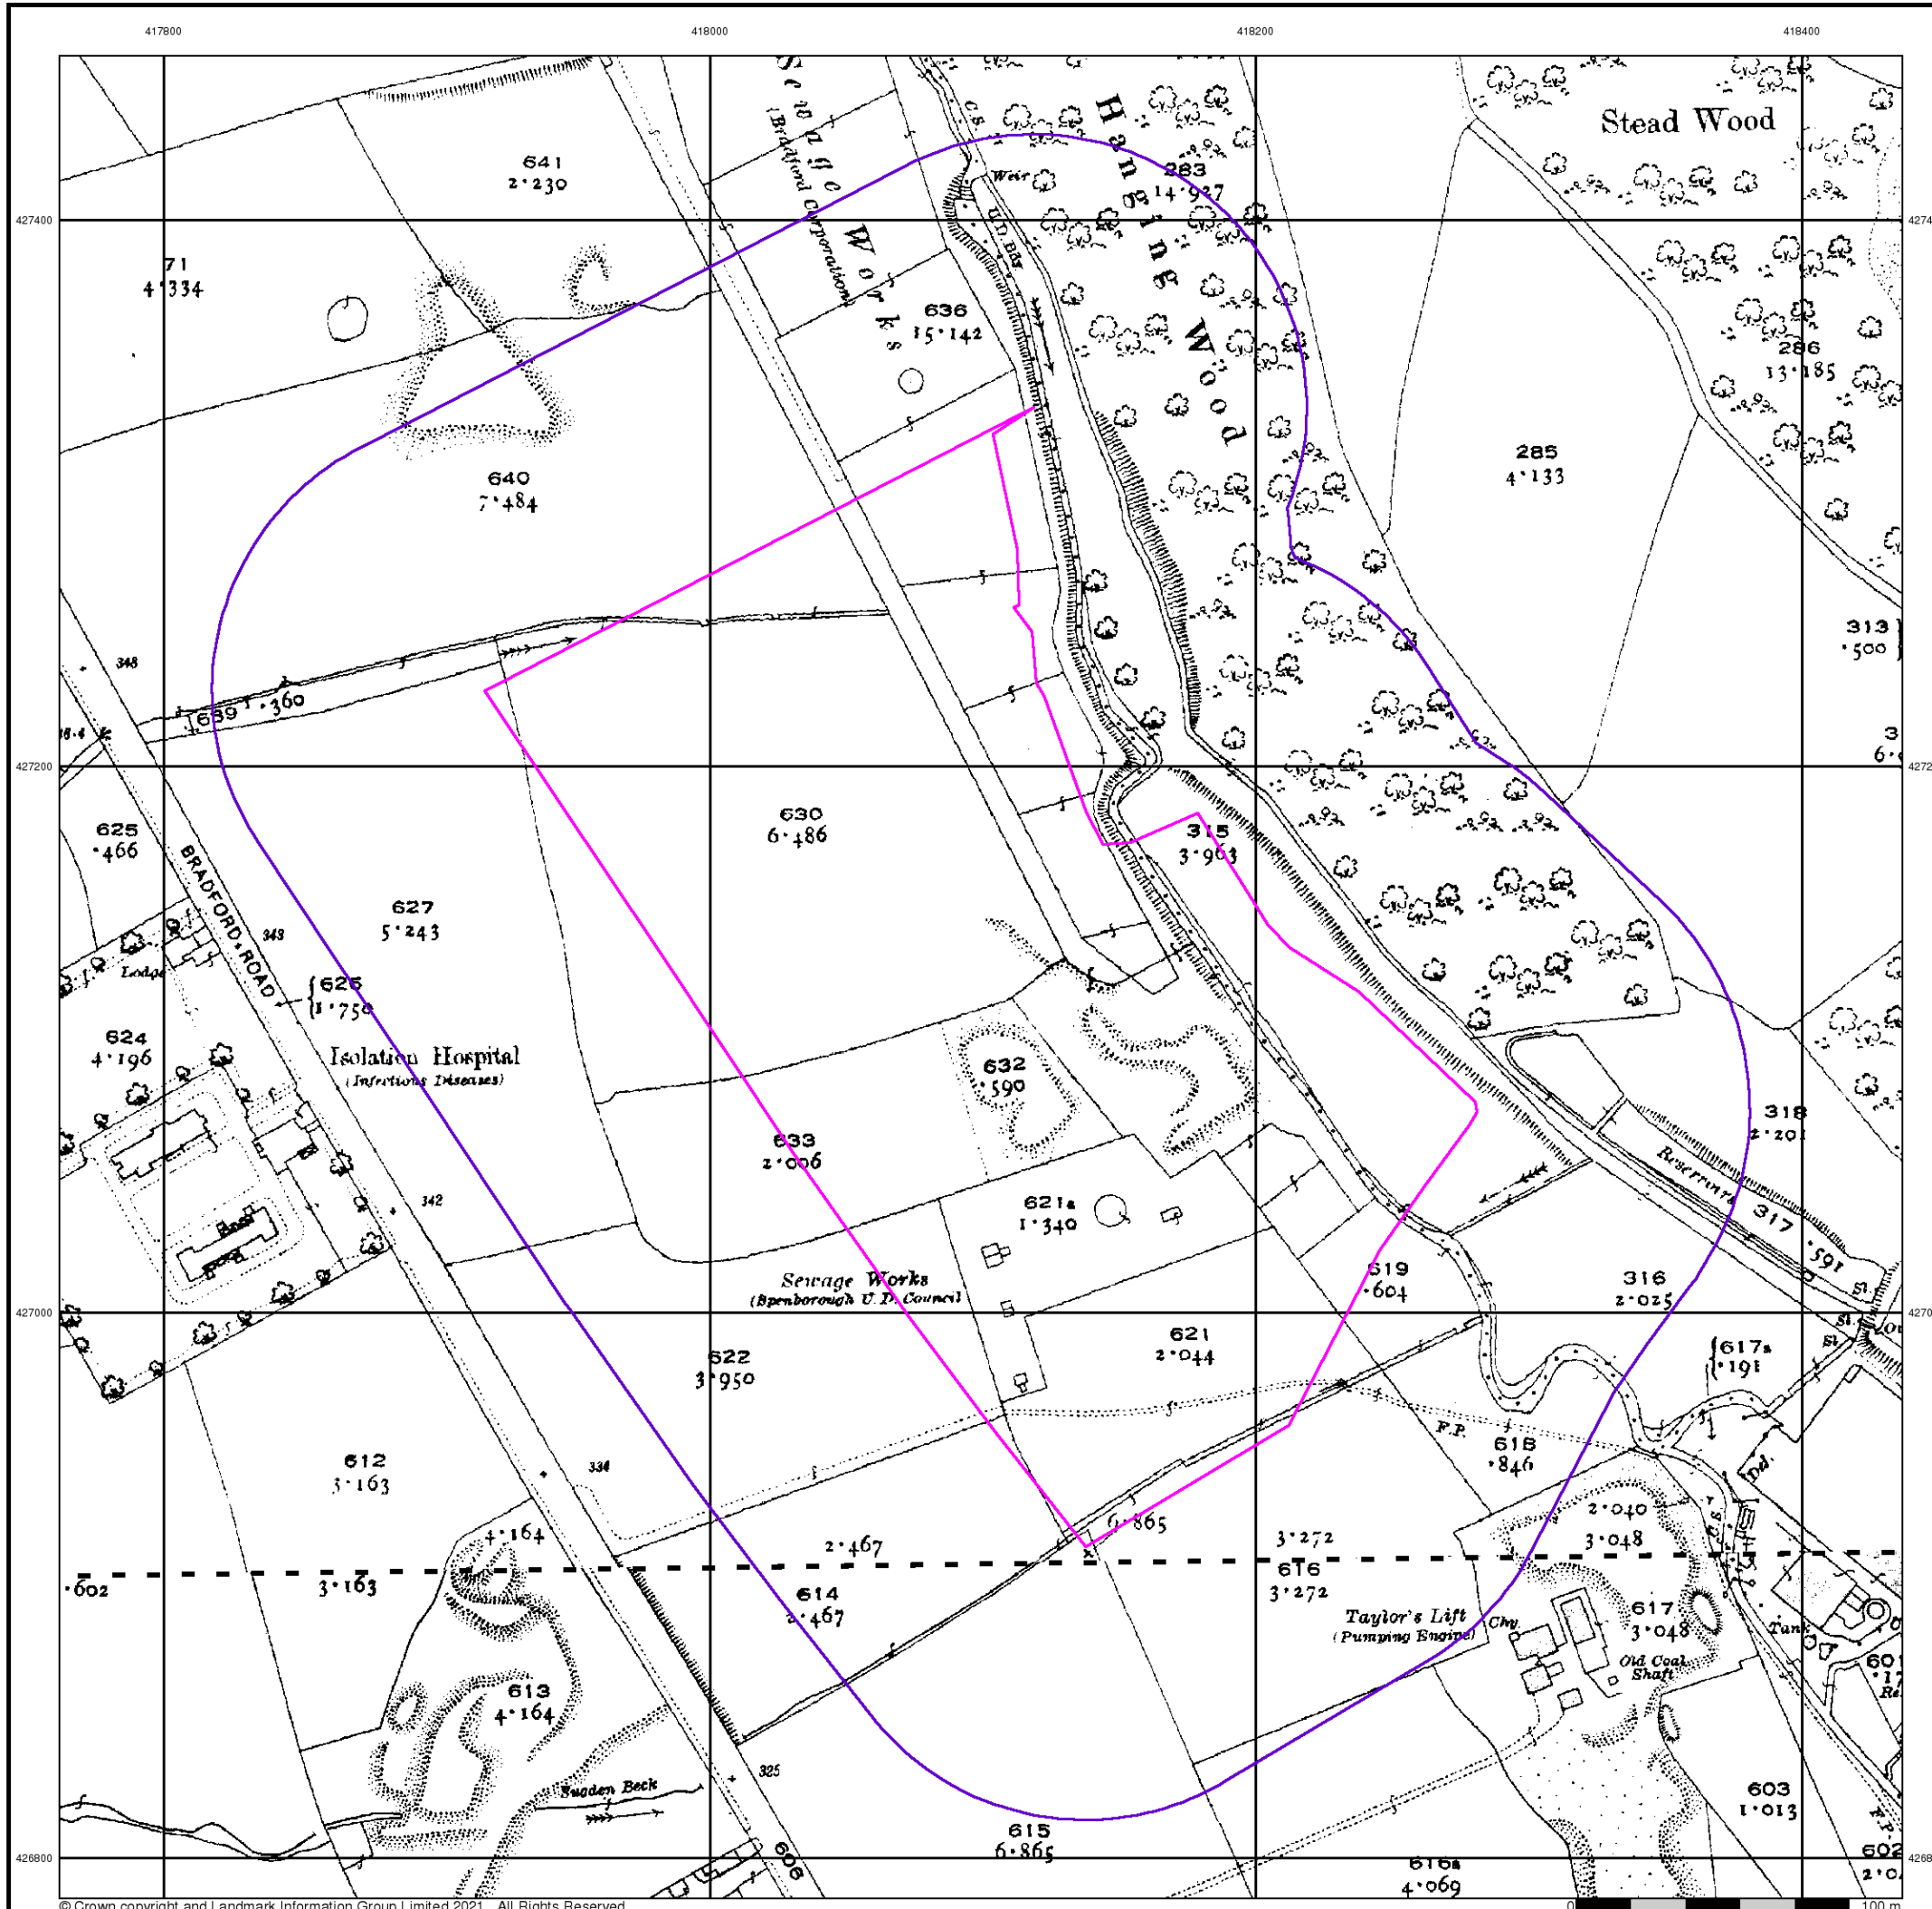 417800
418000
418200
418400
427400
Sewage Works
(Bradford Corporation)
C.S.
Weir
Hanging Wood
Stead Wood
641
2·230
283
14·927
U.D. Bdy
71
4·334
636
15·142
286
13·185
640
7·484
285
4·133
313
·500
348
639
·360
427200
625
·466
630
6·486
315
3·963
BRADFORD ROAD
627
5·243
343
Lodge
626
1·750
624
4·196
Isolation Hospital
(Infectious Diseases)
632
·590
318
2·201
633
2·006
Reservoirs
317
·591
342
621a
1·340
Sewage Works
(Spenborough U. D. Council)
619
·604
316
2·025
Sl.
Sl.
427000
622
3·950
621
2·044
617a
·191
F.P.
618
·846
612
3·163
334
4·164
2·467
6·865
3·272
2·040
3·048
·602
3·163
614
2·467
616
3·272
Taylor's Lift
(Pumping Engine)
Chy.
617
3·048
Old Coal
Shaft
Tank
613
4·164
325
Sugden Beck
606
615
6·865
603
1·013
F.P.
602
616a
4·069
426800
© Crown copyright and Landmark Information Group Limited 2021. All Rights Reserved.
0
100 m